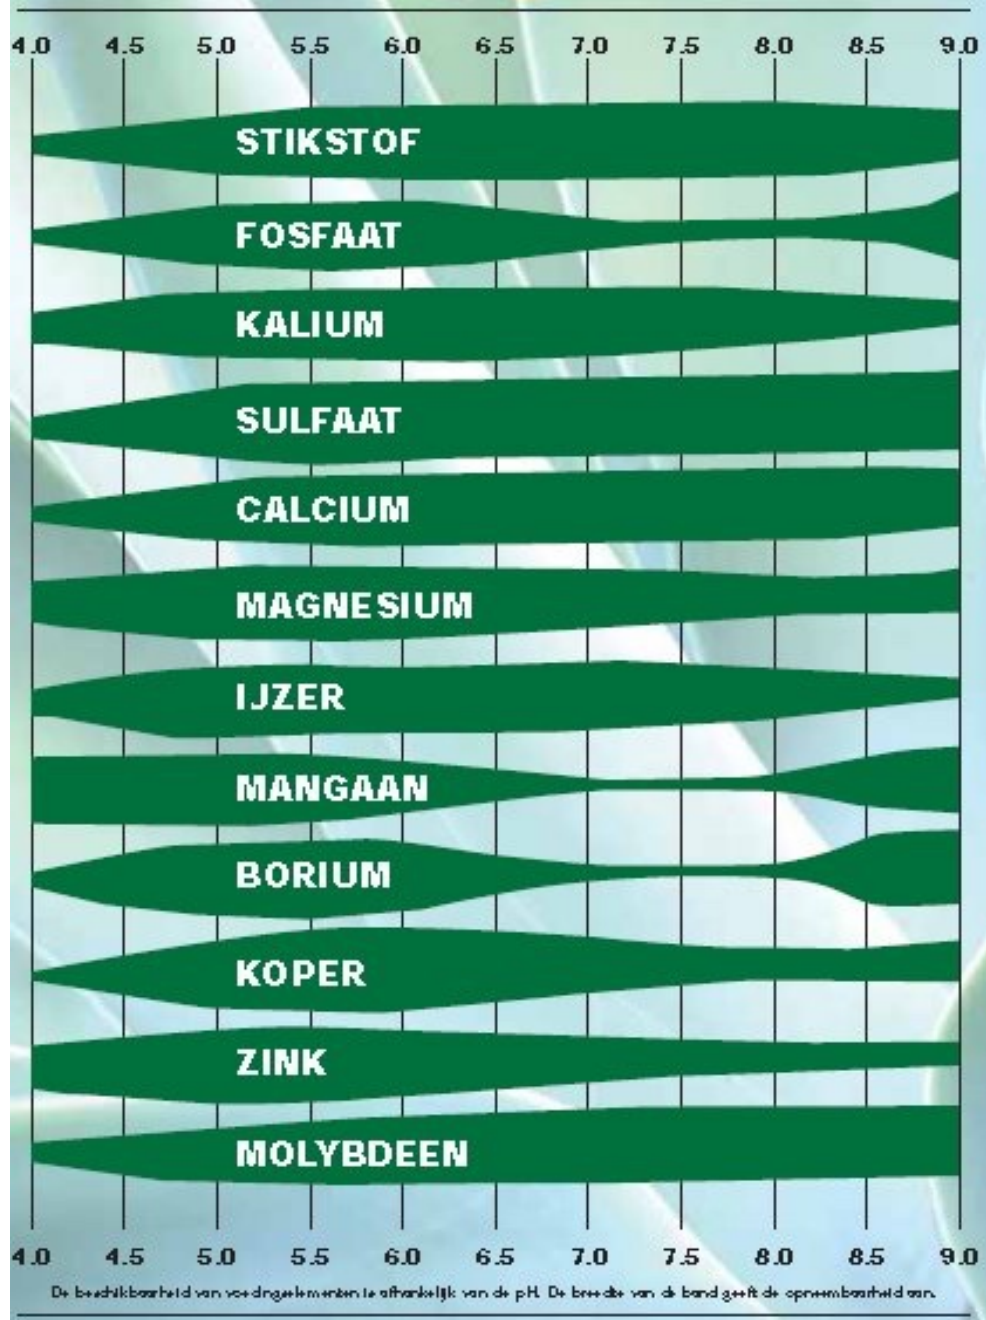 4.0 4.5 5.0 5.5 6.0 6.5 7.0 7.5 8.0 8.5 9.0
STIKSTOF
FOSFAAT
KALIUM
SULFAAT
CALCIUM
MAGNESIUM
IJZER
MANGAAN
BORIUM
KOPER
ZINK
MOLYBDEEN
4.0 4.5 5.0 5.5 6.0 6.5 7.0 7.5 8.0 8.5 9.0
De beschikbaarheid van voedingselementen is afhankelijk van de pH. De breedte van de band geeft de opneembaarheid aan.